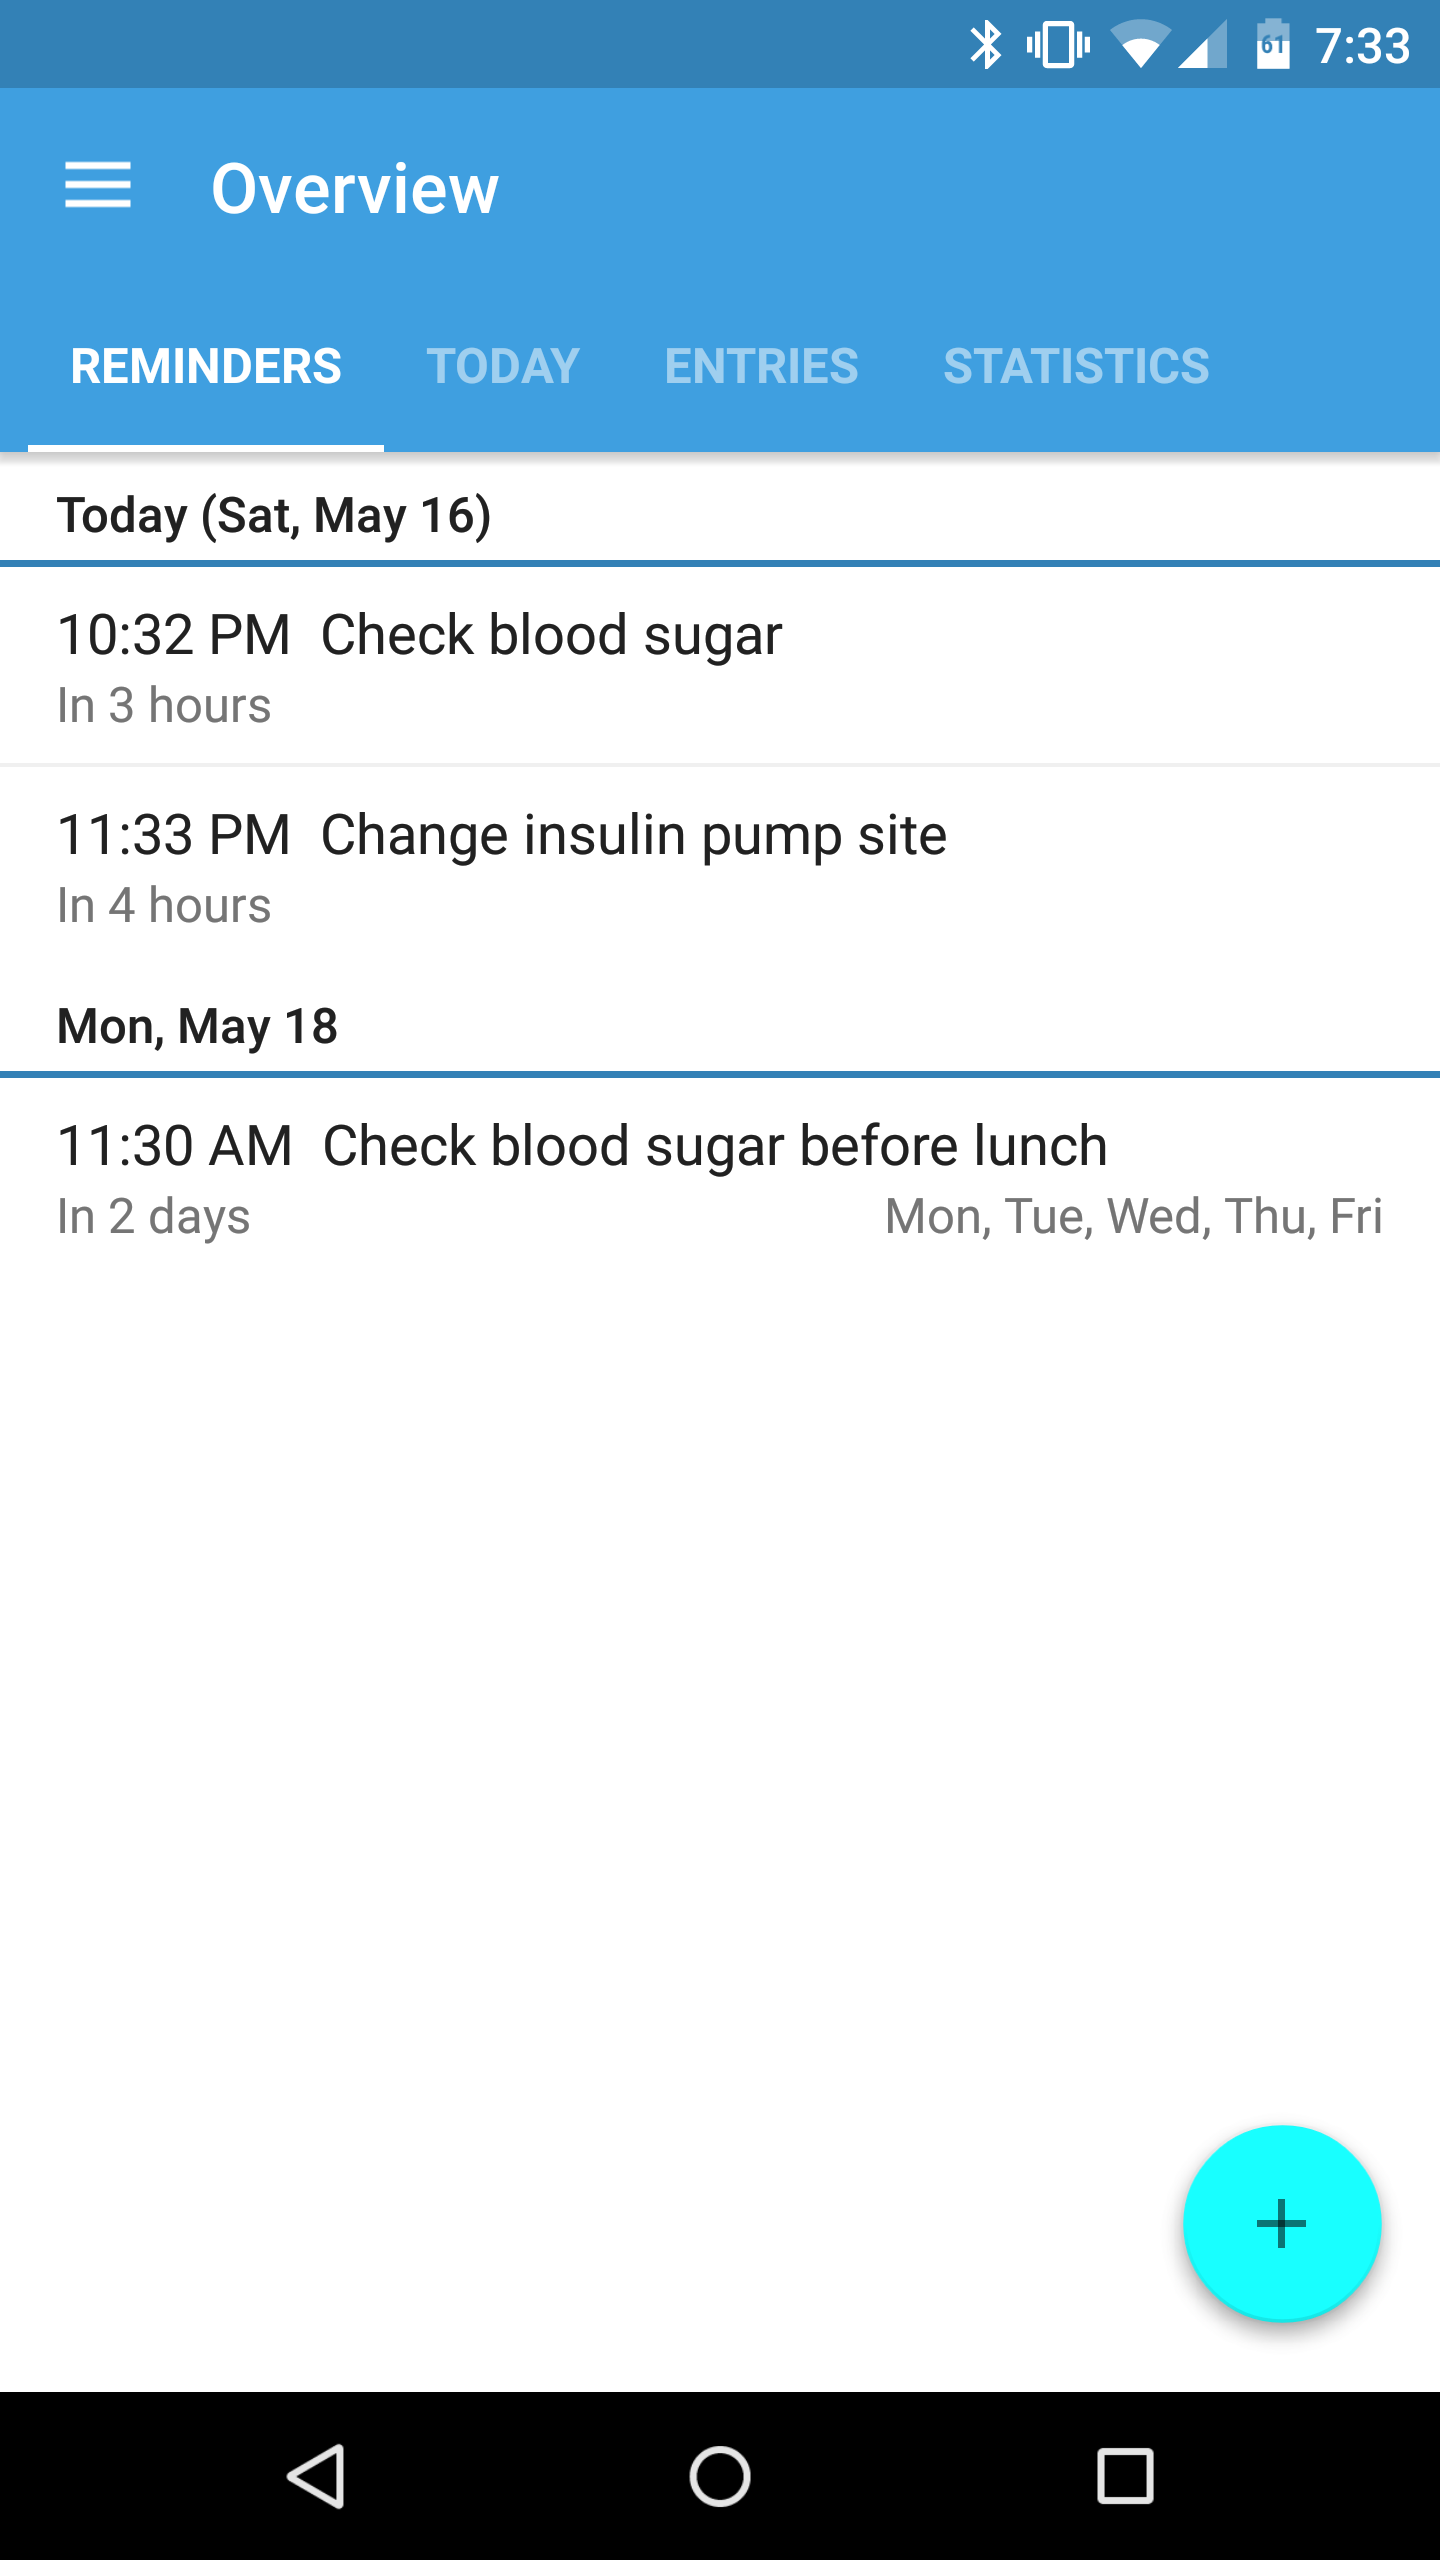 61 7:33
Overview
REMINDERS TODAY ENTRIES STATISTICS
Today (Sat, May 16)
10:32 PM Check blood sugar
In 3 hours
11:33 PM Change insulin pump site
In 4 hours
Mon, May 18
11:30 AM Check blood sugar before lunch
In 2 days Mon, Tue, Wed, Thu, Fri